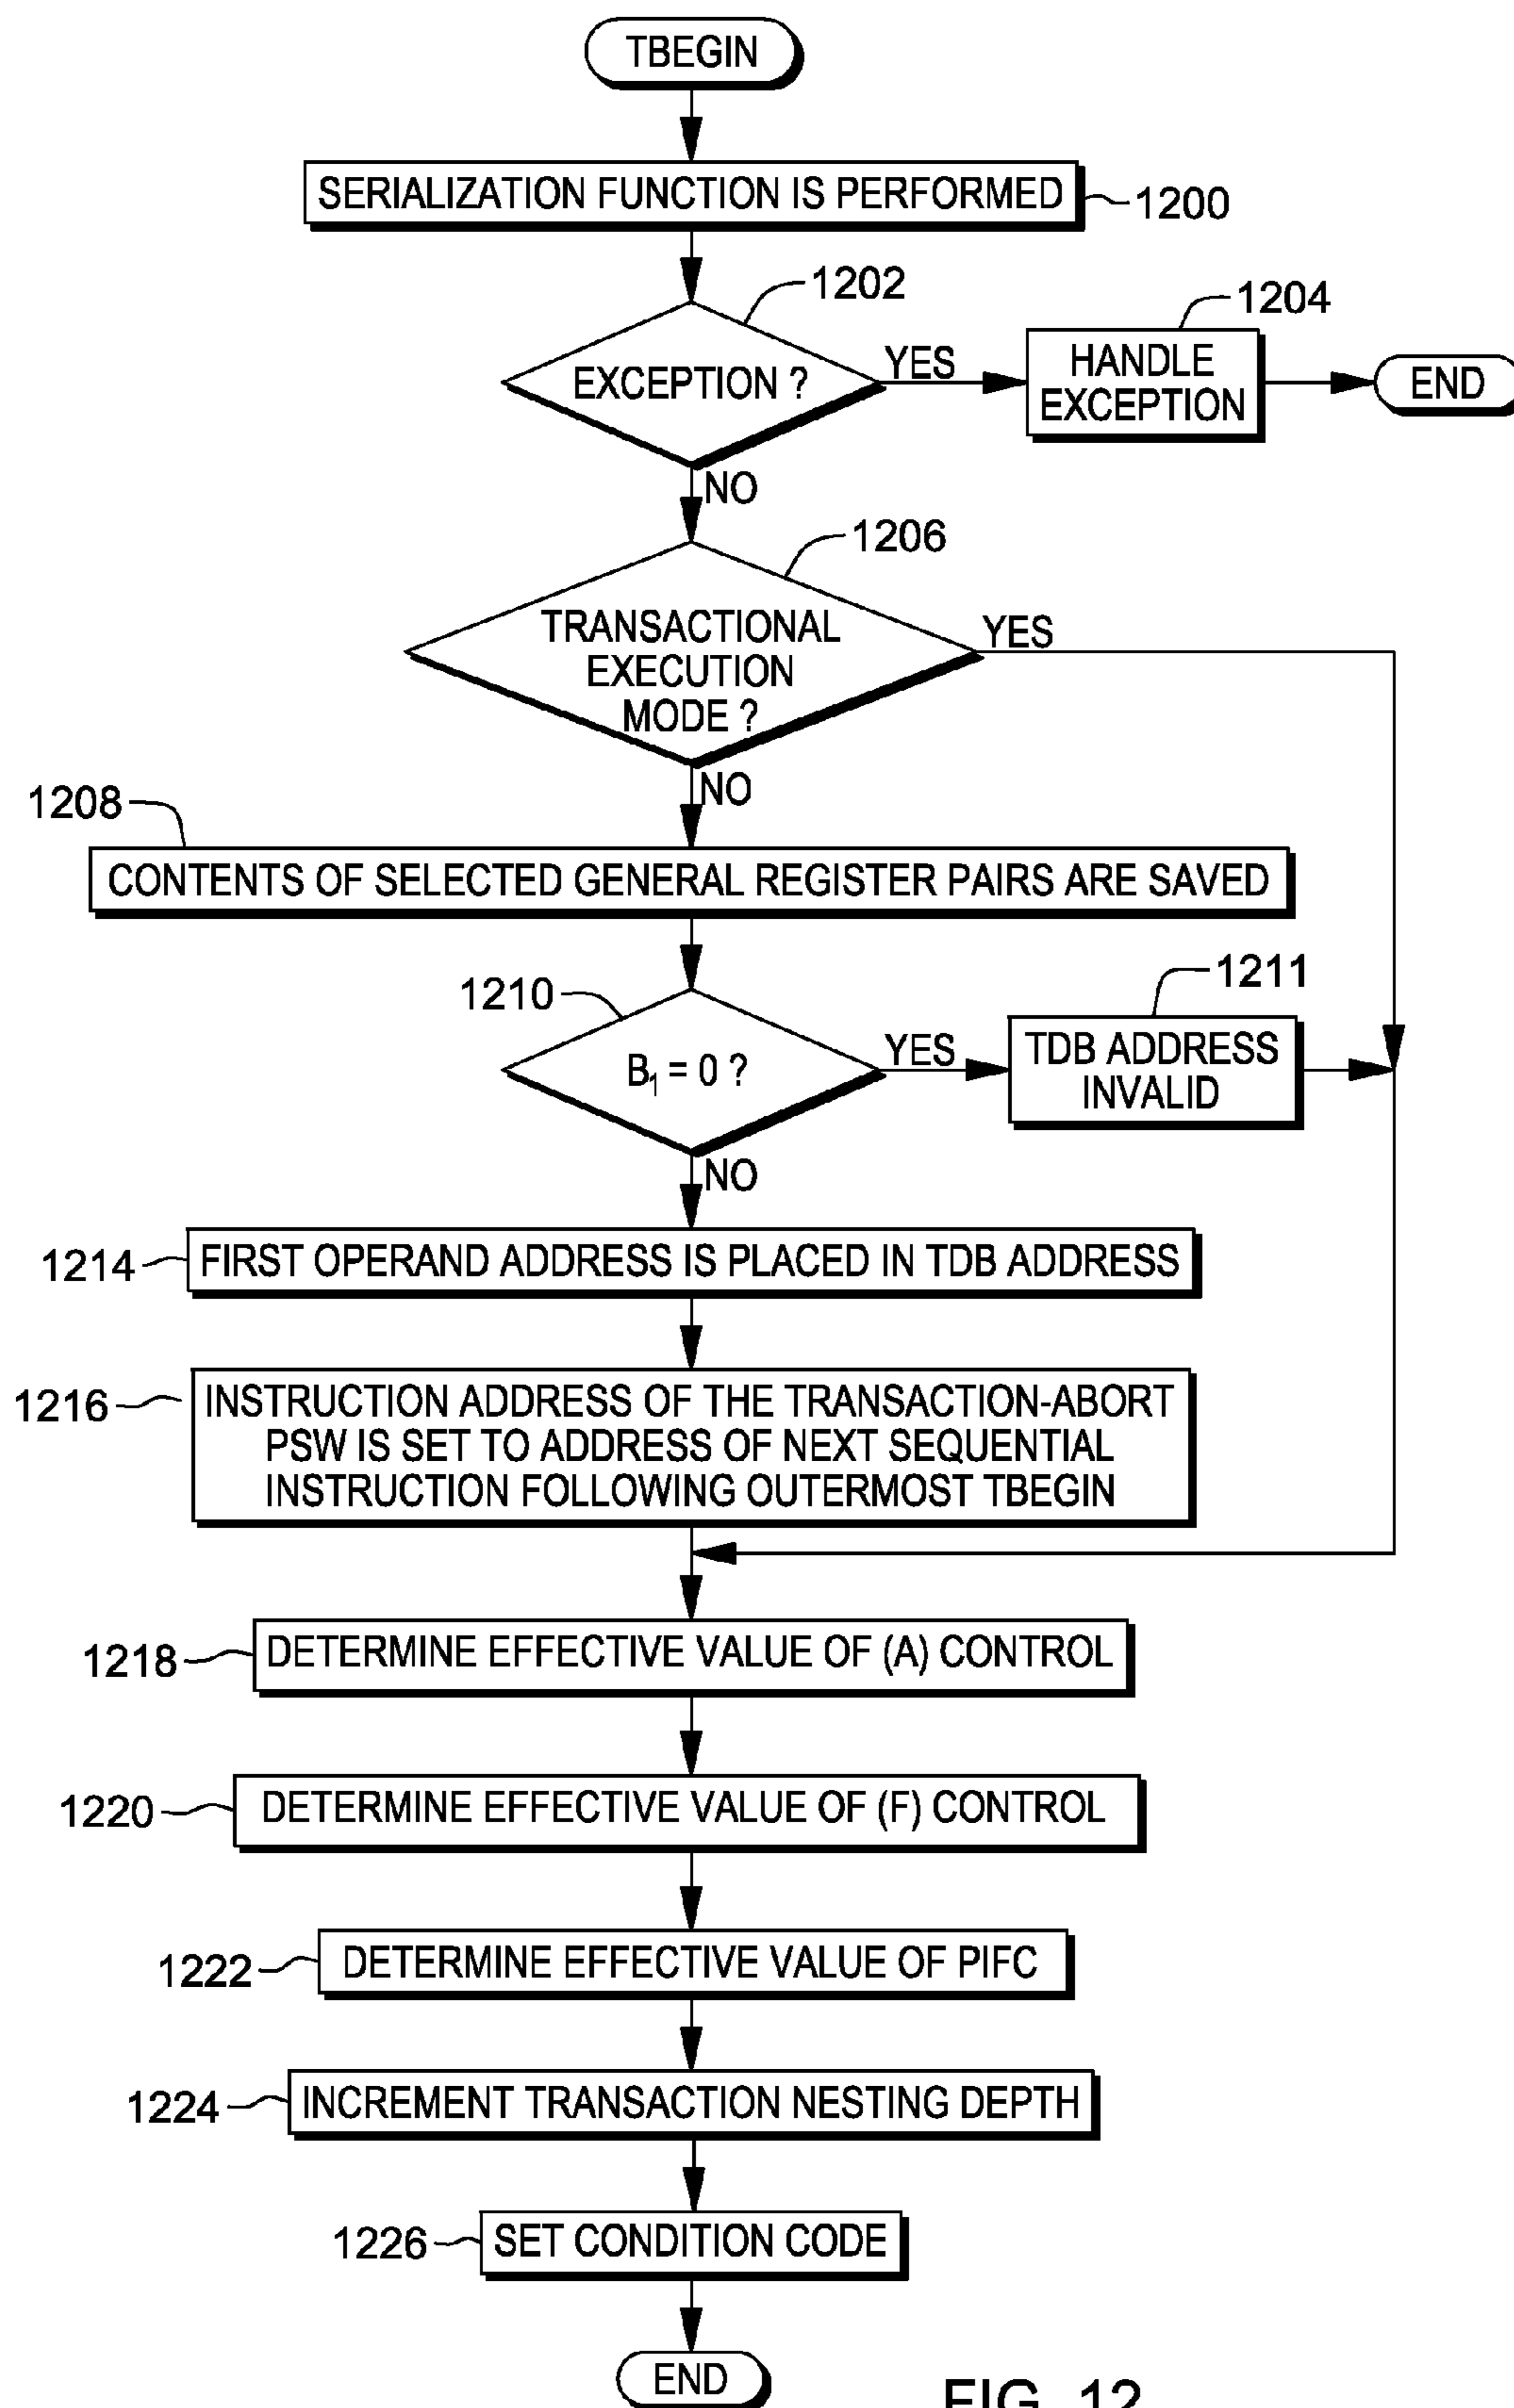 TBEGIN
SERIALIZATION FUNCTION IS PERFORMED
1200
1202
EXCEPTION ?
YES
1204
HANDLE
EXCEPTION
END
NO
1206
TRANSACTIONAL
EXECUTION
MODE ?
YES
NO
1208
CONTENTS OF SELECTED GENERAL REGISTER PAIRS ARE SAVED
1210
B1 = 0 ?
YES
1211
TDB ADDRESS
INVALID
NO
1214
FIRST OPERAND ADDRESS IS PLACED IN TDB ADDRESS
1216
INSTRUCTION ADDRESS OF THE TRANSACTION-ABORT
PSW IS SET TO ADDRESS OF NEXT SEQUENTIAL
INSTRUCTION FOLLOWING OUTERMOST TBEGIN
1218
DETERMINE EFFECTIVE VALUE OF (A) CONTROL
1220
DETERMINE EFFECTIVE VALUE OF (F) CONTROL
1222
DETERMINE EFFECTIVE VALUE OF PIFC
1224
INCREMENT TRANSACTION NESTING DEPTH
1226
SET CONDITION CODE
END
FIG. 12